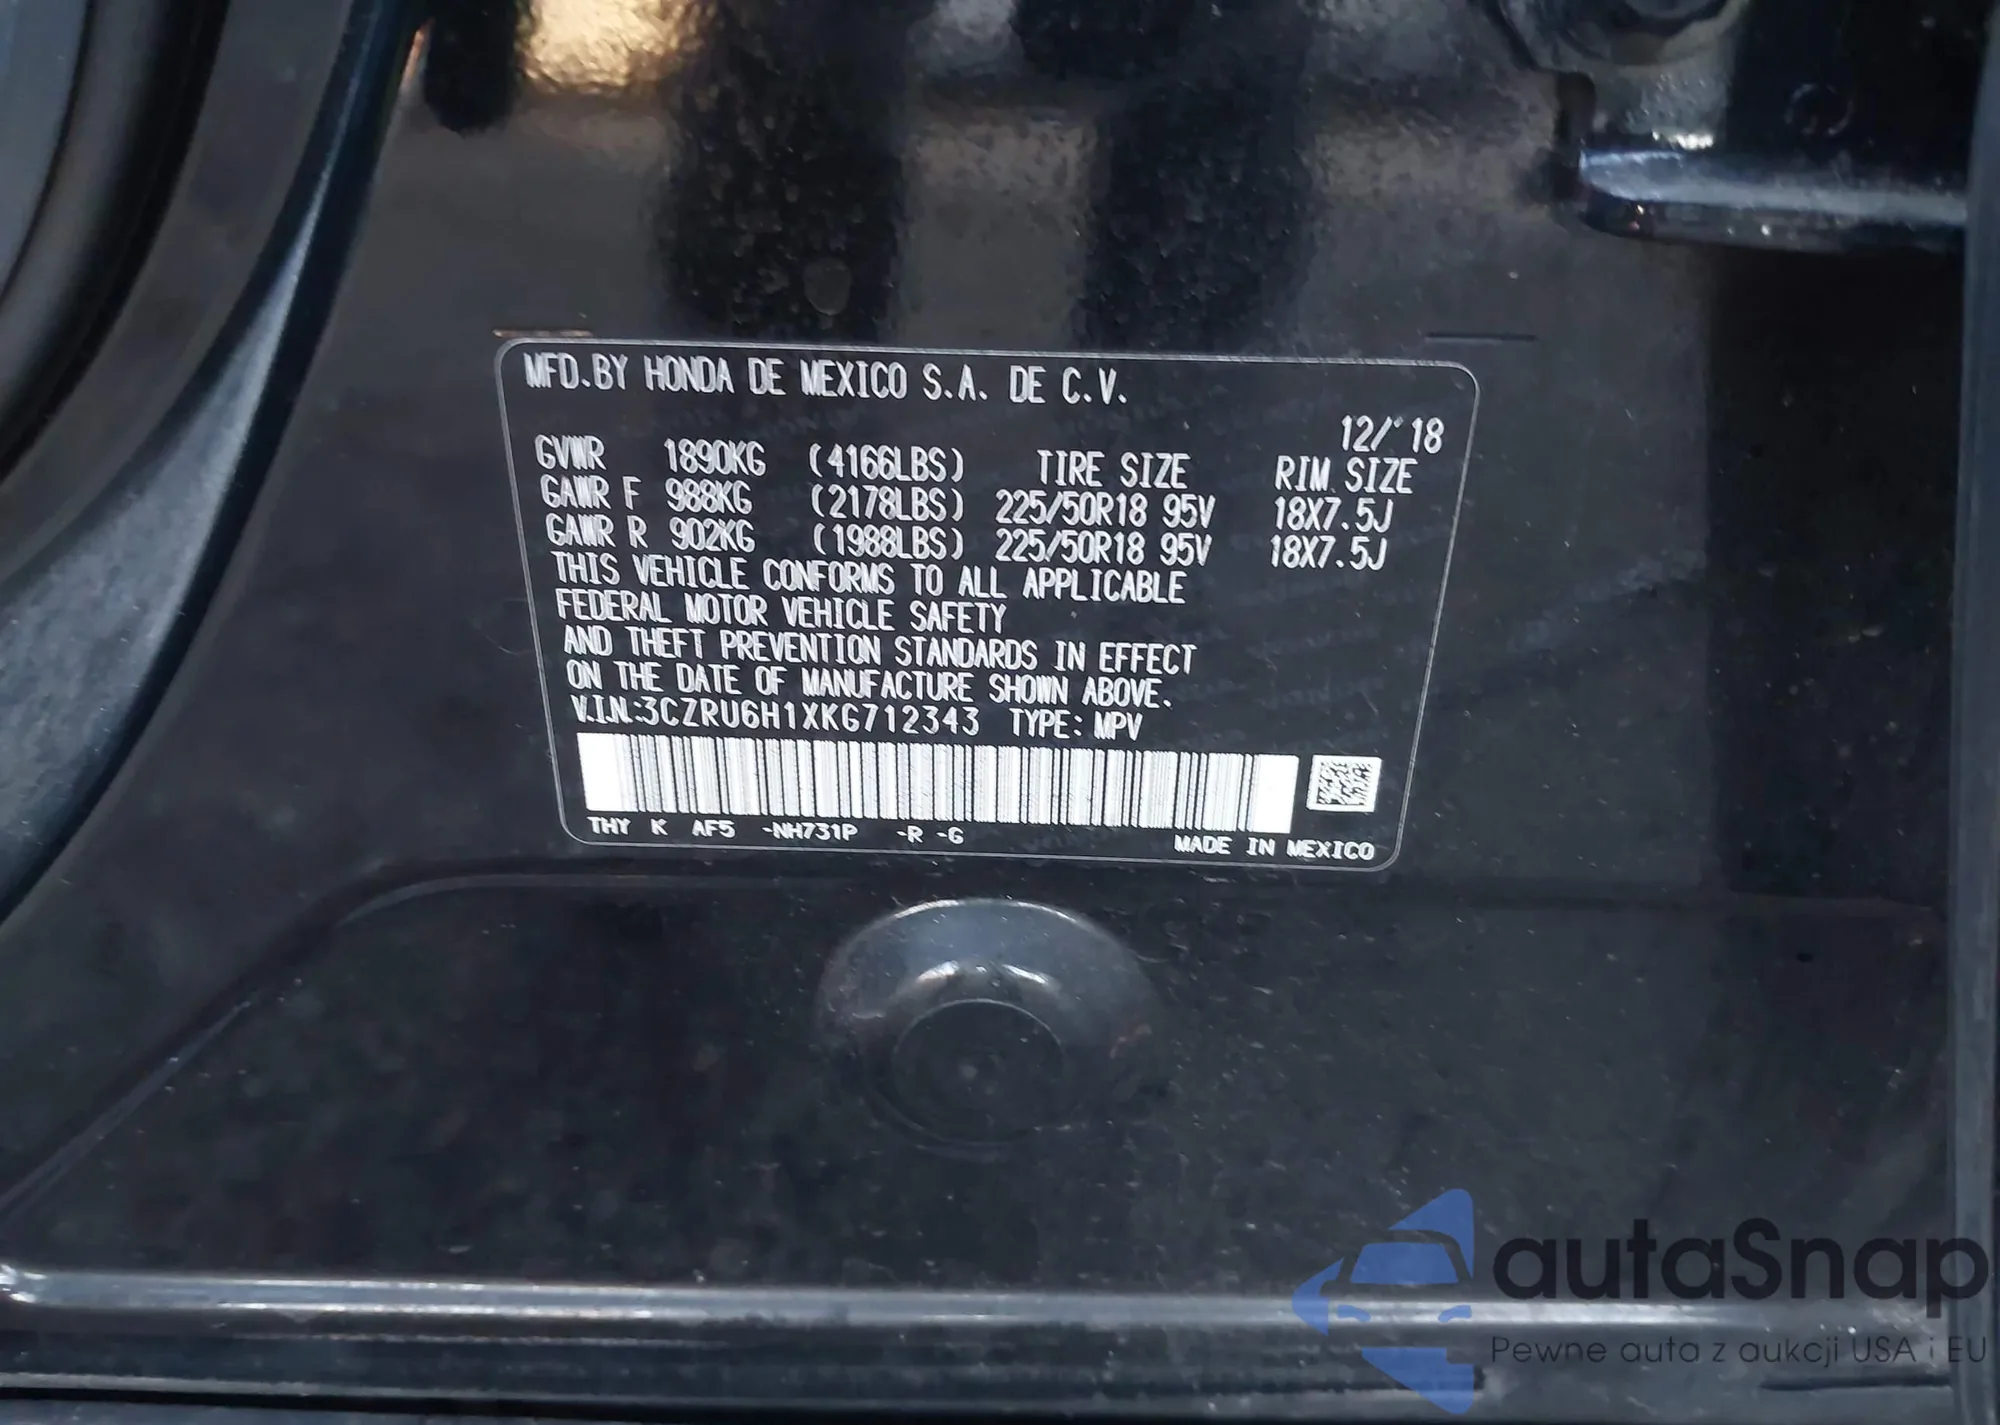 MFD.BY HONDA DE MEXICO S.A. DE C.V.
12/'18
GVWR 1890KG (4166LBS) TIRE SIZE RIM SIZE
GAWR F 988KG (2178LBS) 225/50R18 95V 18X7.5J
GAWR R 902KG (1988LBS) 225/50R18 95V 18X7.5J
THIS VEHICLE CONFORMS TO ALL APPLICABLE
FEDERAL MOTOR VEHICLE SAFETY
AND THEFT PREVENTION STANDARDS IN EFFECT
ON THE DATE OF MANUFACTURE SHOWN ABOVE.
V.I.N.:3CZRU6H1XKG712343 TYPE: MPV
THY K AF5 -NH731P -R -G
MADE IN MEXICO
autaSnap
Pewne auta z aukcji USA i EU